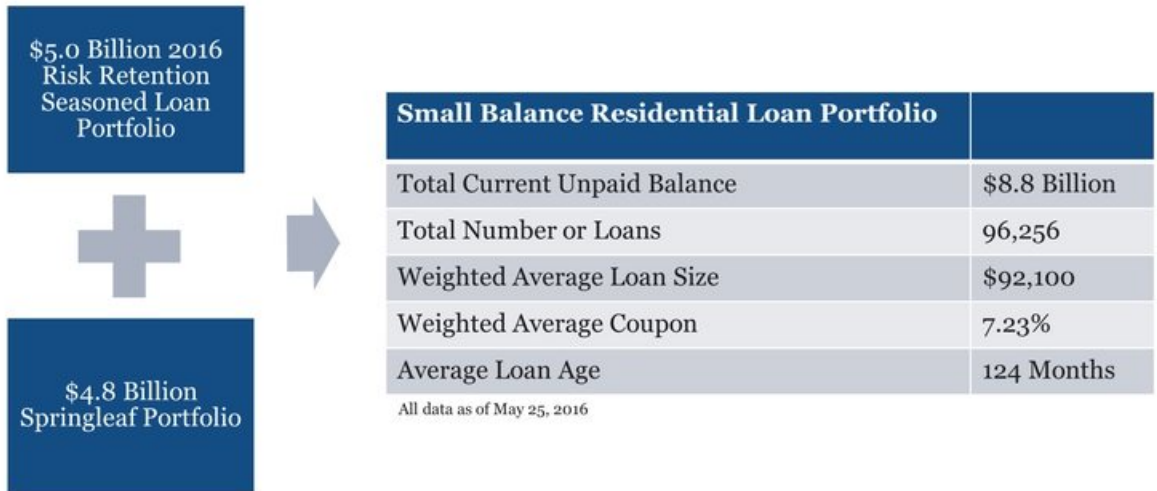 $5.0 Billion 2016
Risk Retention
Seasoned Loan
Portfolio
$4.8 Billion
Springleaf Portfolio
Small Balance Residential Loan Portfolio
Total Current Unpaid Balance $8.8 Billion
Total Number or Loans 96,256
Weighted Average Loan Size $92,100
Weighted Average Coupon 7.23%
Average Loan Age 124 Months
All data as of May 25, 2016